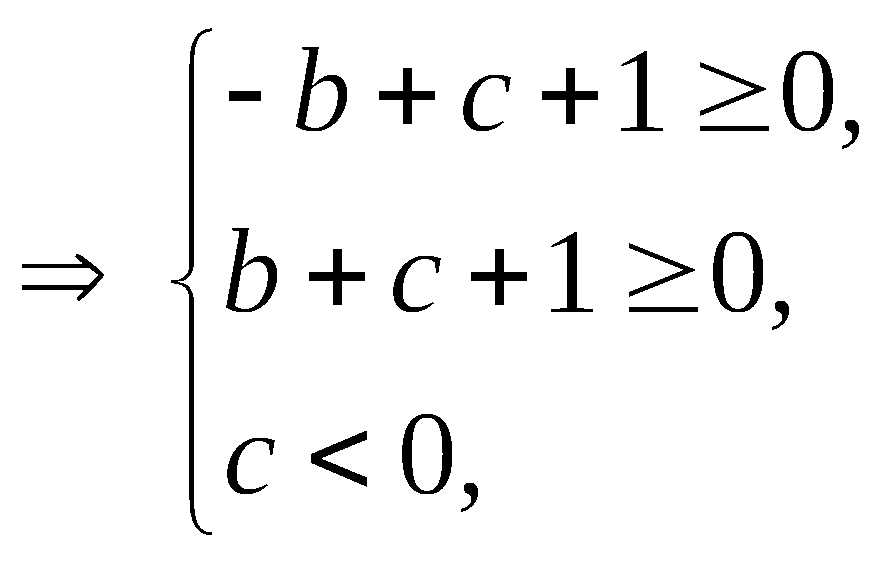 - b + c + 1 ≥ 0,
⇒ { b + c + 1 ≥ 0,
c < 0,